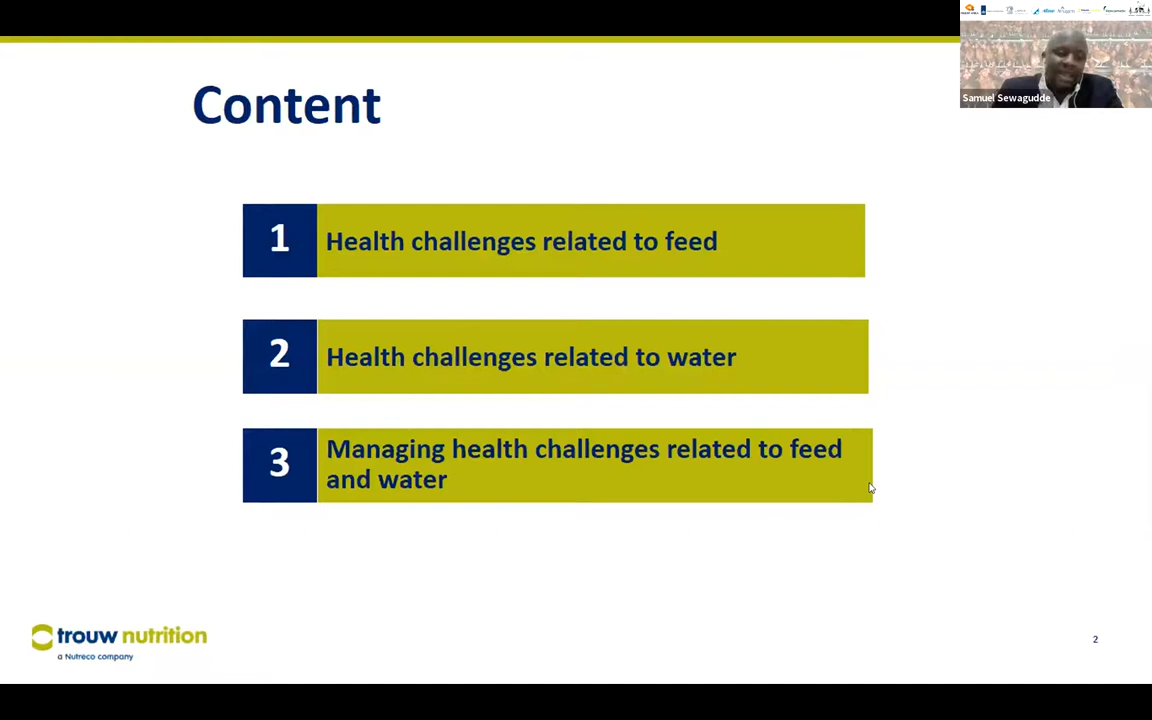 Samuel Sewagudde
Content
1
Health challenges related to feed
2
Health challenges related to water
3
Managing health challenges related to feed
and water
trouw nutrition
a Nutreco company
2